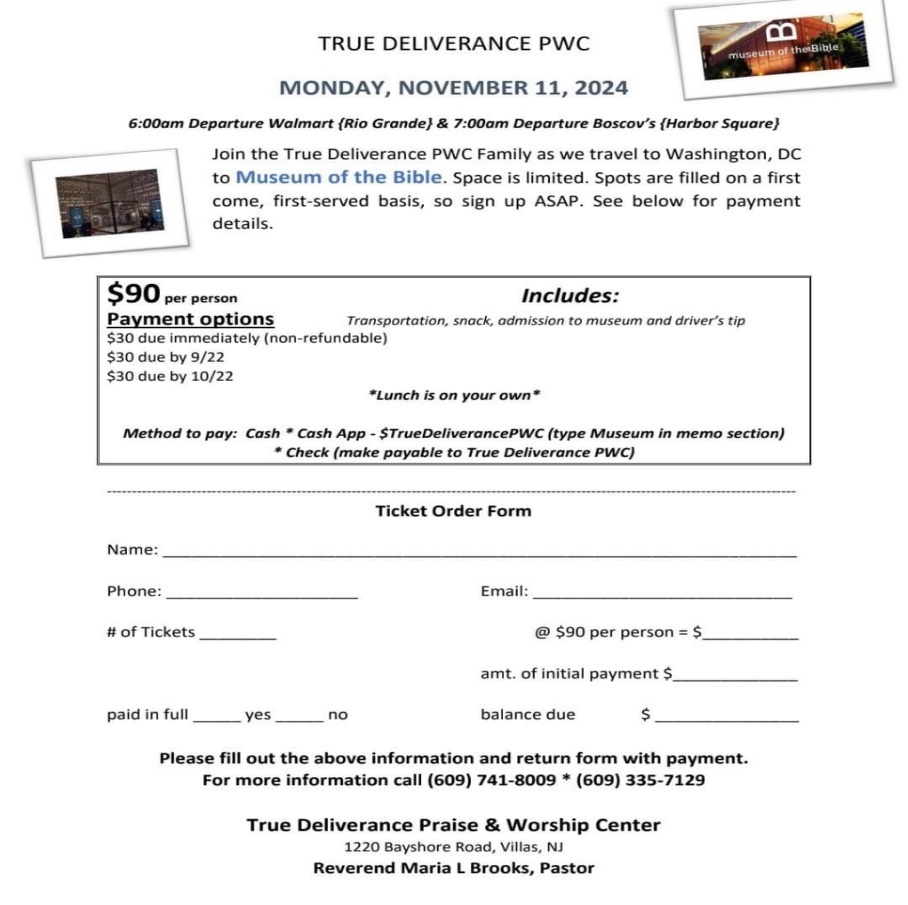 museum of the Bible
TRUE DELIVERANCE PWC
MONDAY, NOVEMBER 11, 2024
6:00am Departure Walmart {Rio Grande} & 7:00am Departure Boscov’s {Harbor Square}
Join the True Deliverance PWC Family as we travel to Washington, DC
to Museum of the Bible. Space is limited. Spots are filled on a first
come, first-served basis, so sign up ASAP. See below for payment
details.
$90 per person Includes:
Payment options Transportation, snack, admission to museum and driver’s tip
$30 due immediately (non-refundable)
$30 due by 9/22
$30 due by 10/22
*Lunch is on your own*
Method to pay: Cash * Cash App - $TrueDeliverancePWC (type Museum in memo section)
* Check (make payable to True Deliverance PWC)
Ticket Order Form
Name: ____________________
Phone: ____________________ Email: ____________________
# of Tickets ________ @ $90 per person = $__________
amt. of initial payment $_____________
paid in full _____ yes _____ no balance due $ _______________
Please fill out the above information and return form with payment.
For more information call (609) 741-8009 * (609) 335-7129
True Deliverance Praise & Worship Center
1220 Bayshore Road, Villas, NJ
Reverend Maria L Brooks, Pastor